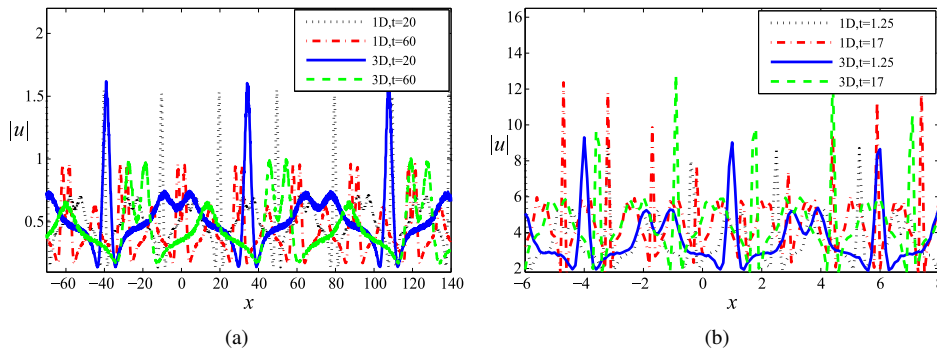 2
1.5
1
0.5
|u|
−60 −40 −20 0 20 40 60 80 100 120 140
x
1D,t=20
1D,t=60
3D,t=20
3D,t=60
(a)
16
14
12
10
8
6
4
2
|u|
−6 −4 −2 0 2 4 6 8
x
1D,t=1.25
1D,t=17
3D,t=1.25
3D,t=17
(b)